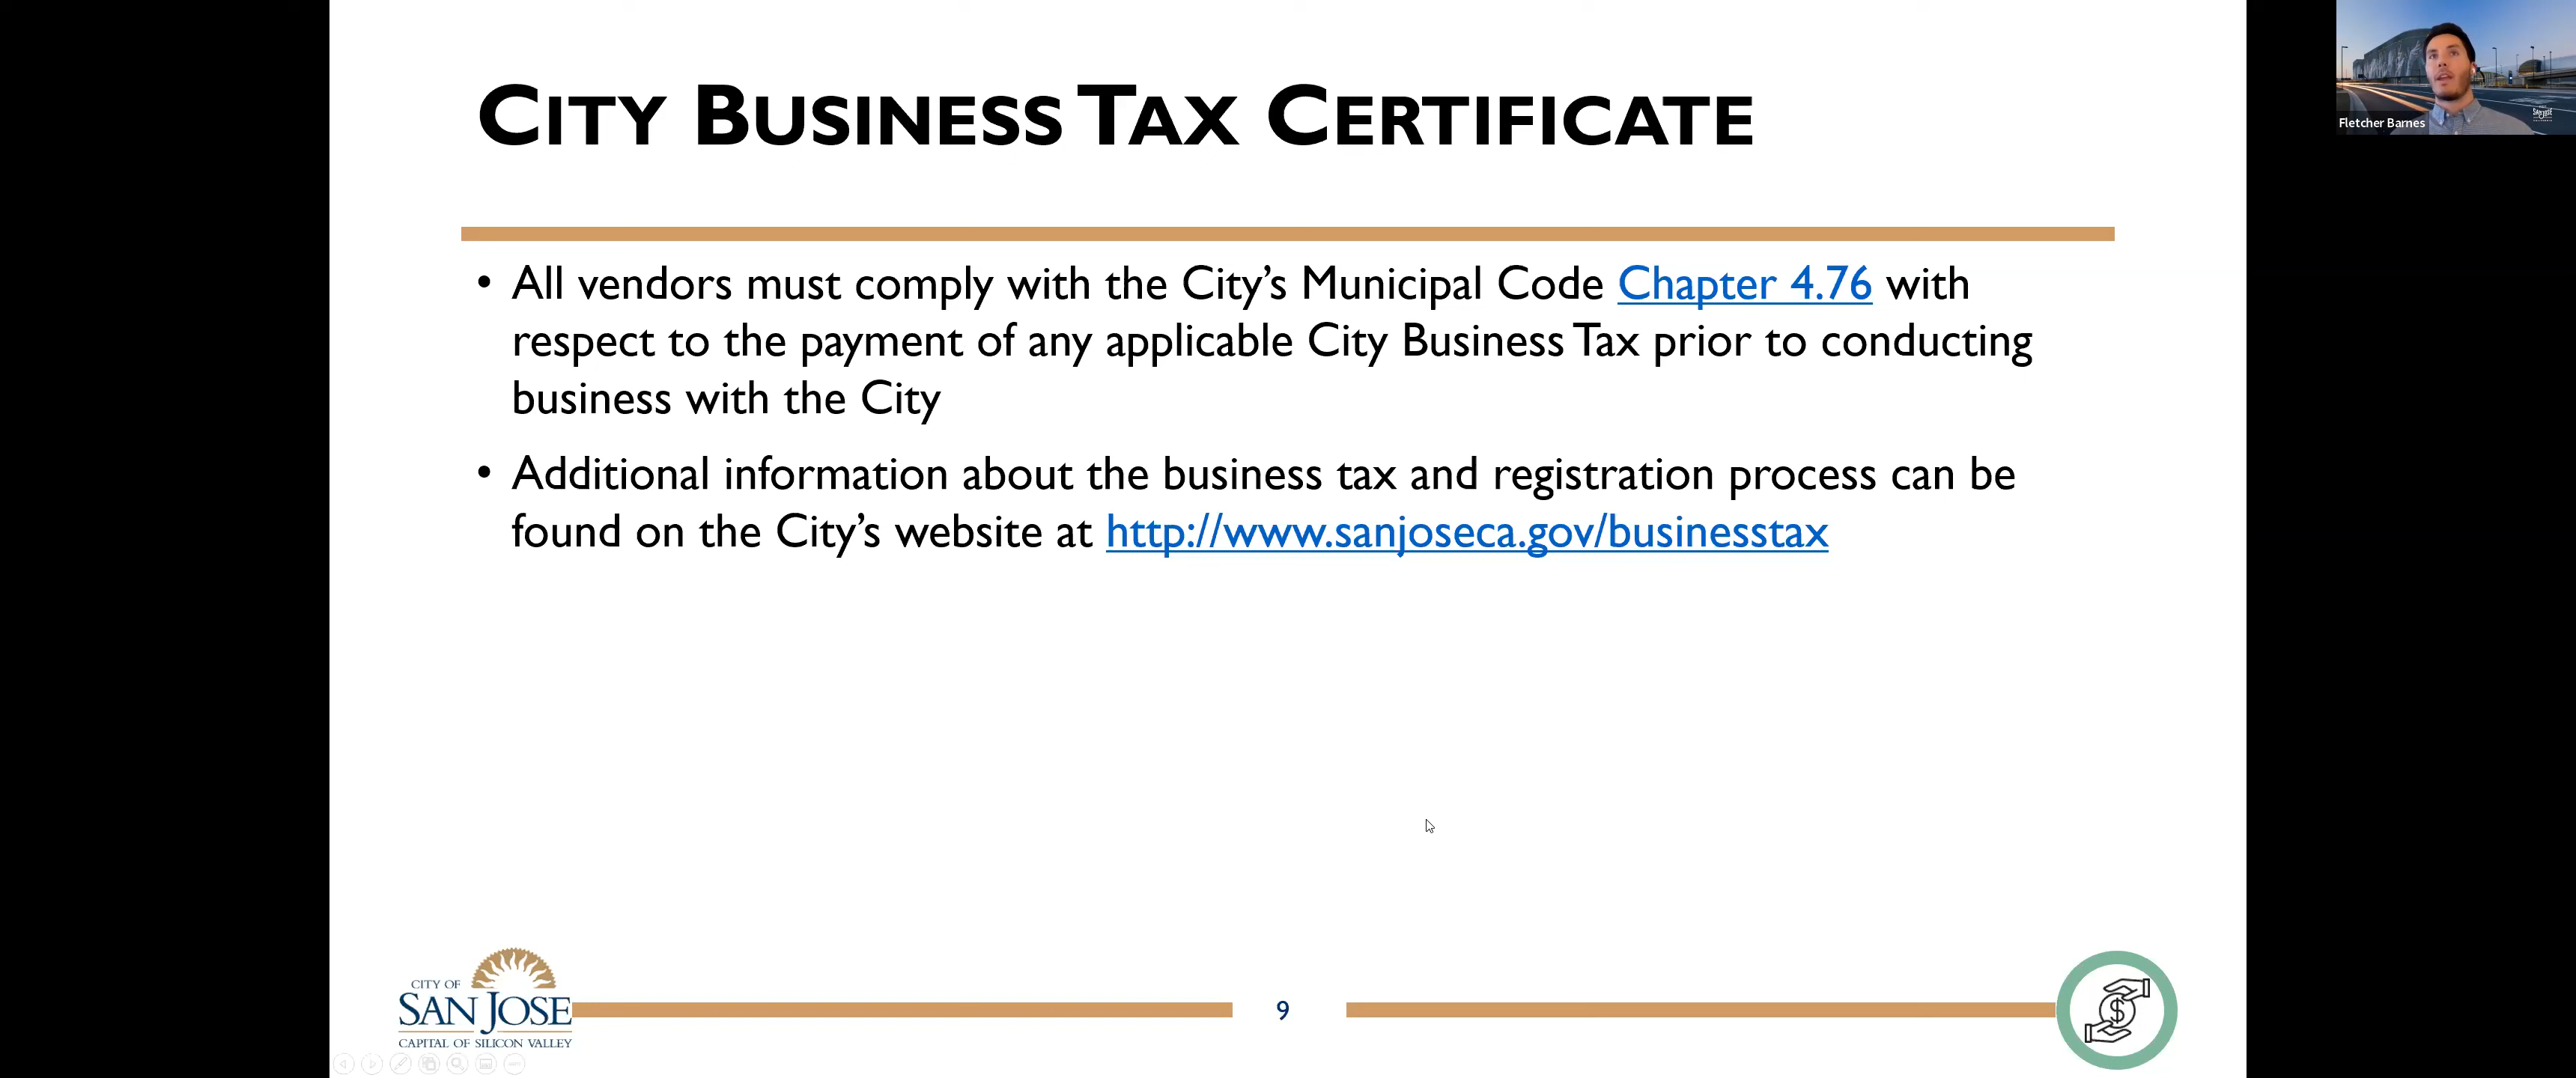 CITY BUSINESS TAX CERTIFICATE
• All vendors must comply with the City’s Municipal Code Chapter 4.76 with
respect to the payment of any applicable City Business Tax prior to conducting
business with the City
• Additional information about the business tax and registration process can be
found on the City’s website at http://www.sanjoseca.gov/businesstax
Fletcher Barnes
SAN JOSE
CITY OF
SAN JOSE
CAPITAL OF SILICON VALLEY
9
$